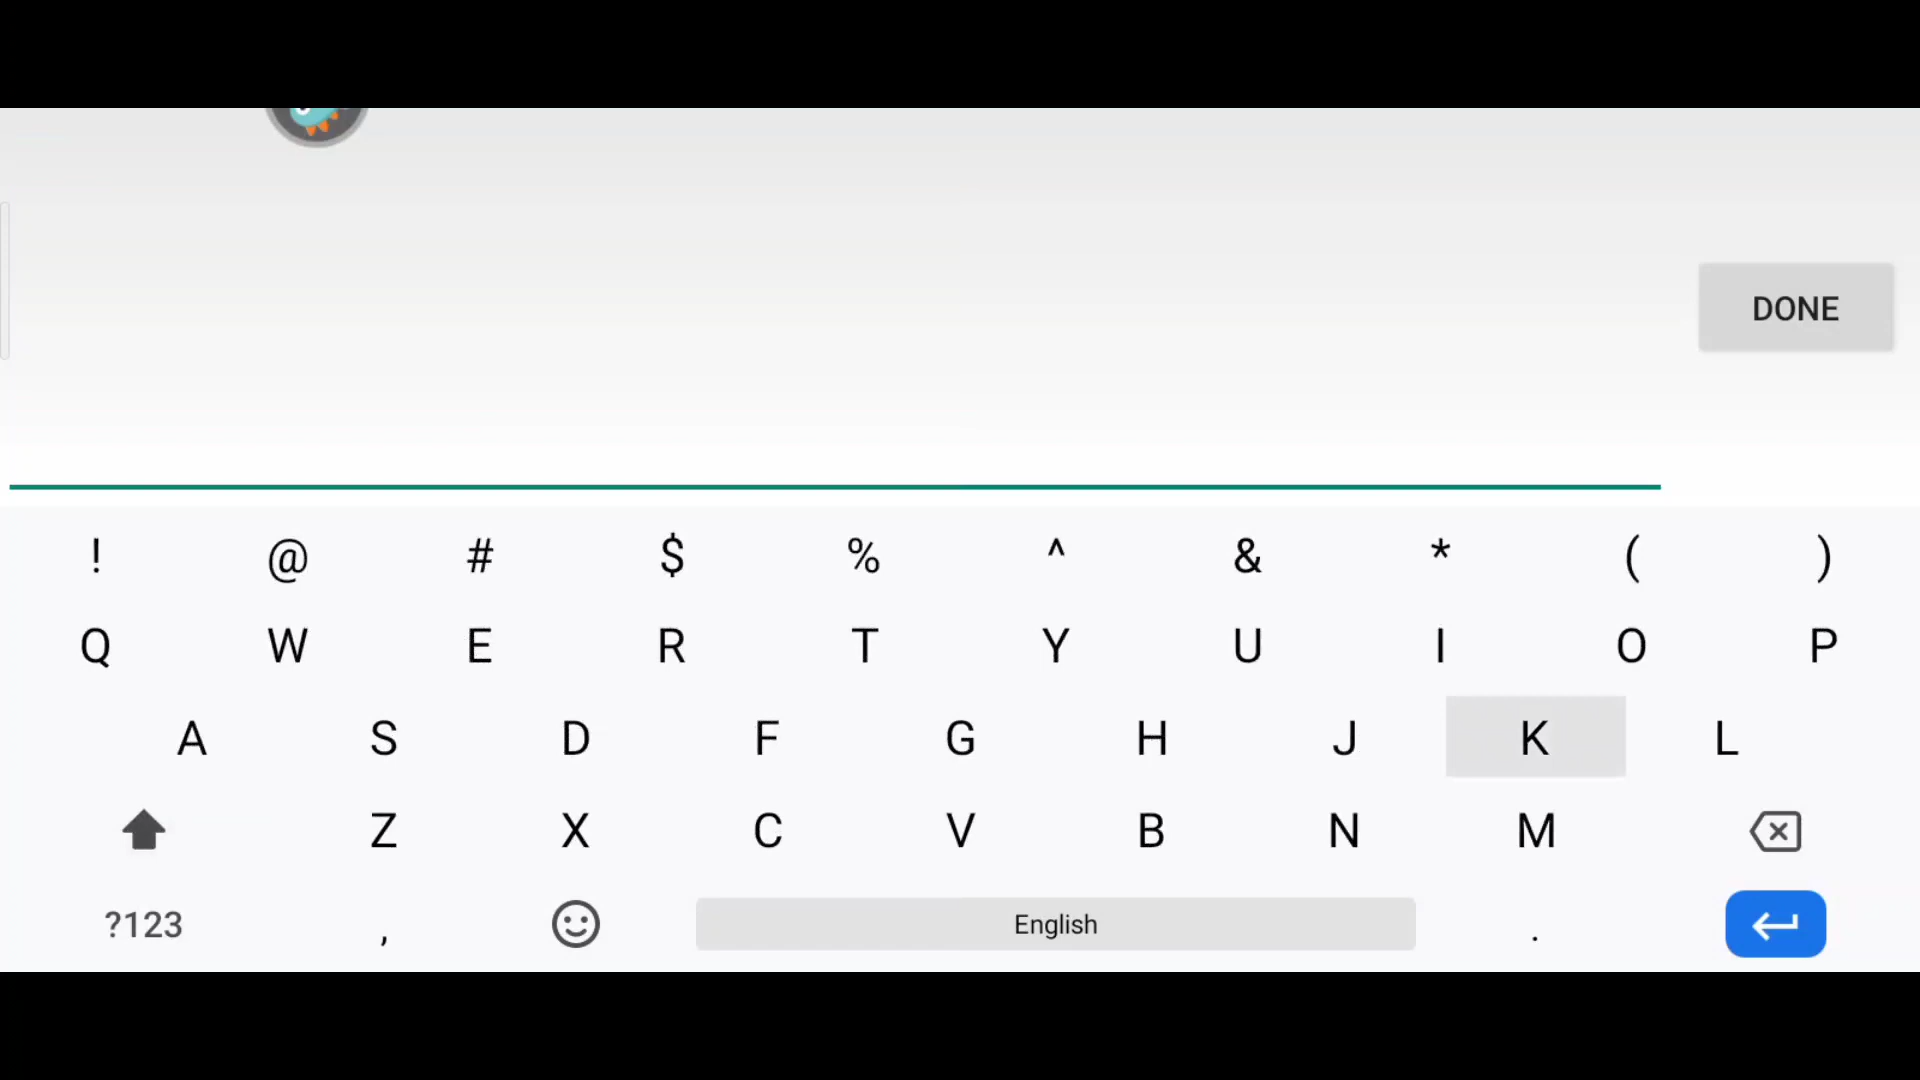 DONE
! @ # $ % ^ & * ( )
Q W E R T Y U I O P
A S D F G H J K L
Z X C V B N M
?123 , English .